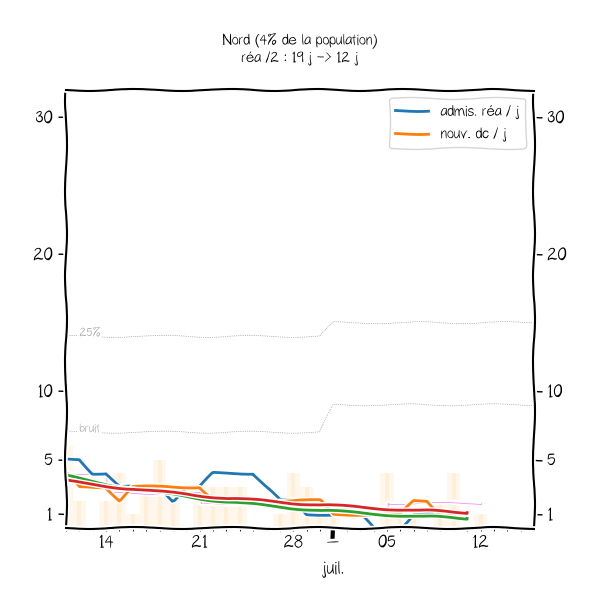 Nord (4% de la population)
réa /2 : 19 j -> 12 j
admis. réa / j
nouv. dc / j
30
30
20
20
25%
10
10
bruit
5
5
1
1
14
21
28
1
05
12
juil.